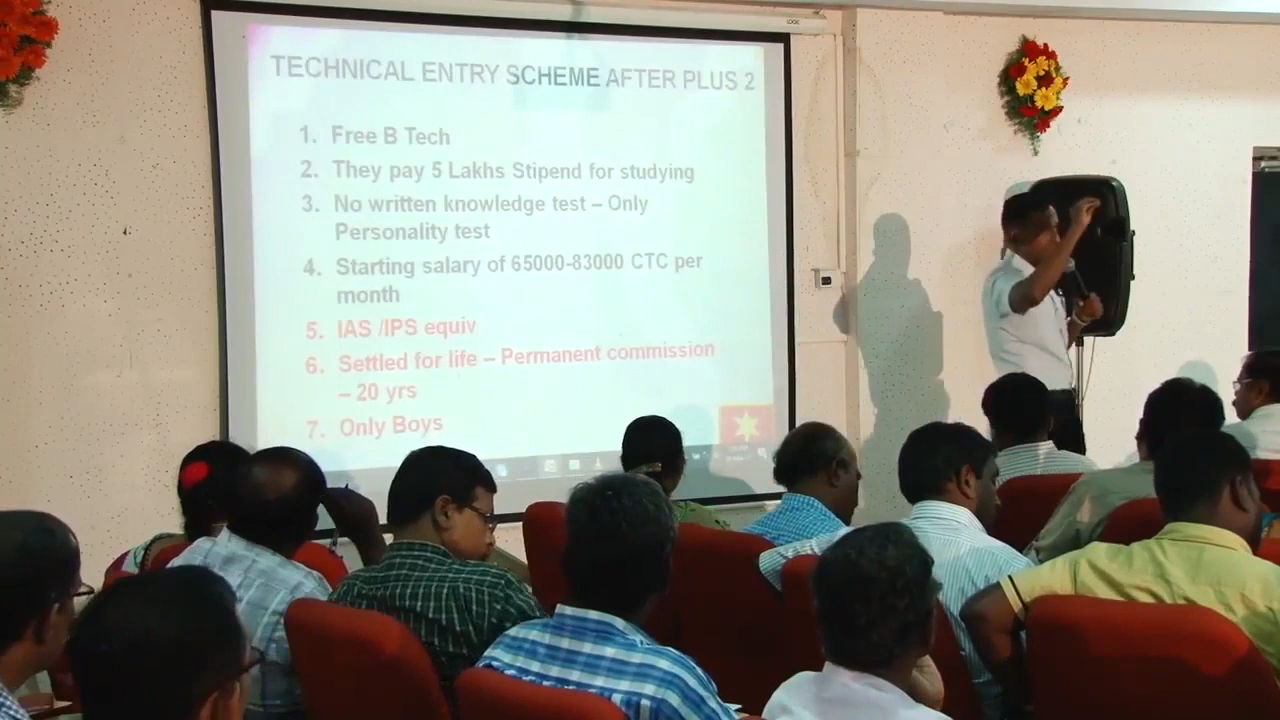 TECHNICAL ENTRY SCHEME AFTER PLUS 2
1. Free B Tech
2. They pay 5 Lakhs Stipend for studying
3. No written knowledge test – Only
Personality test
4. Starting salary of 65000-83000 CTC per
month
5. IAS /IPS equiv
6. Settled for life – Permanent commission
– 20 yrs
7. Only Boys